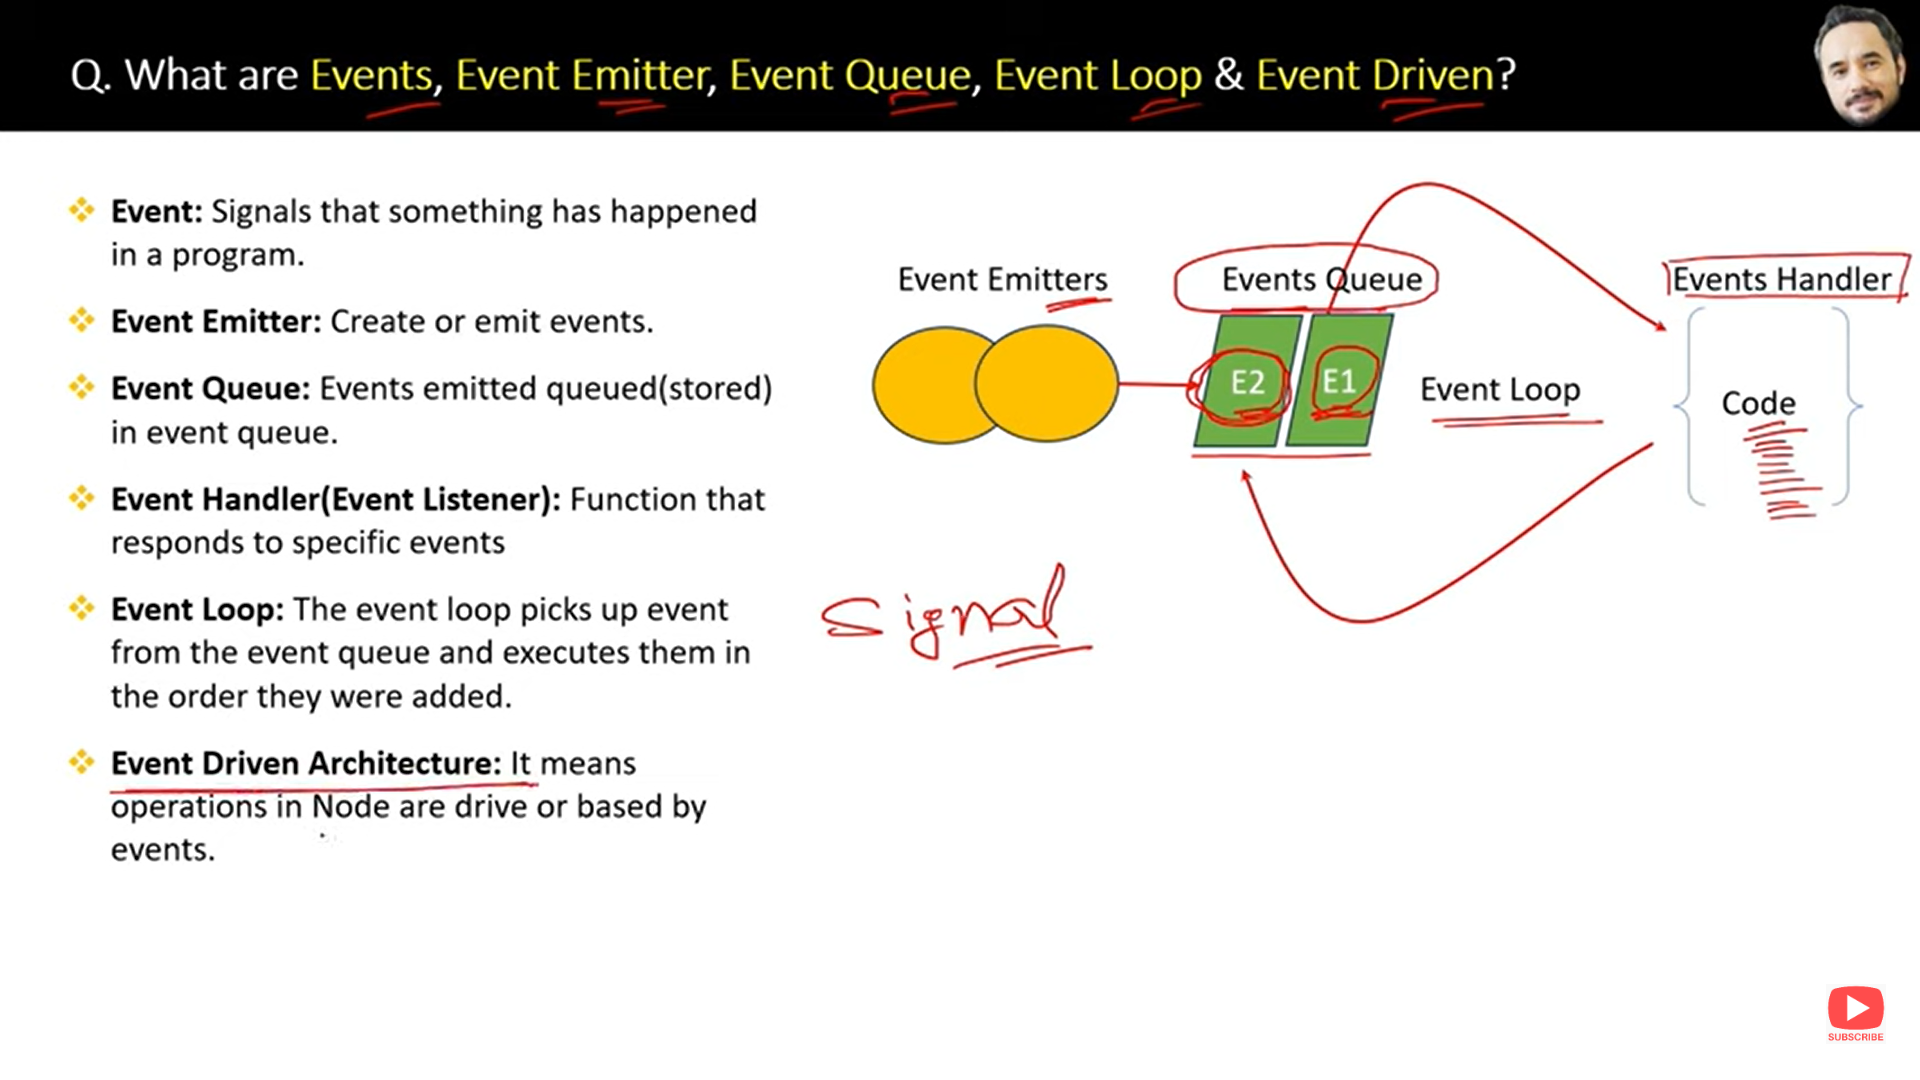 Q. What are Events, Event Emitter, Event Queue, Event Loop & Event Driven?
Event: Signals that something has happened
in a program.
Event Emitter: Create or emit events.
Event Queue: Events emitted queued(stored)
in event queue.
Event Handler(Event Listener): Function that
responds to specific events
Event Loop: The event loop picks up event
from the event queue and executes them in
the order they were added.
Event Driven Architecture: It means
operations in Node are drive or based by
events.
Event Emitters
Events Queue
Events Handler
E2
E1
Event Loop
Code
Signal
SUBSCRIBE